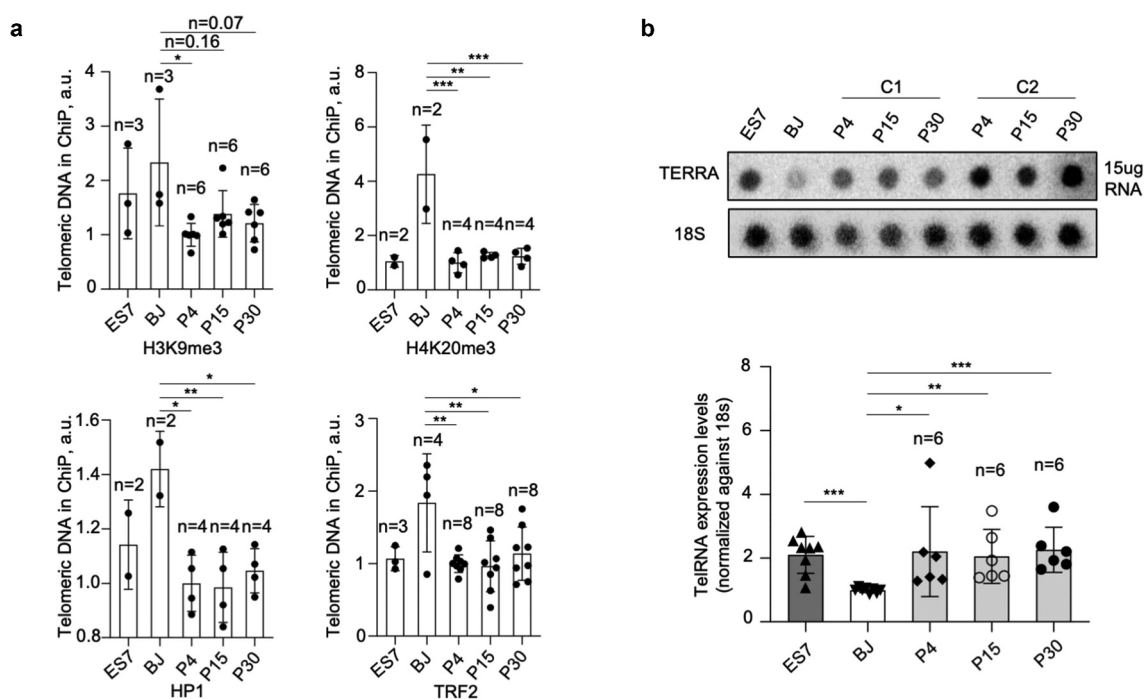 a
n=0.07
n=0.16
*
n=3
n=3
n=6
n=6
n=6
Telomeric DNA in ChiP, a.u.
4
3
2
1
0
ES7
BJ
P4
P15
P30
H3K9me3
***
**
***
n=2
n=2
n=4
n=4
n=4
Telomeric DNA in ChiP, a.u.
8
6
4
2
0
ES7
BJ
P4
P15
P30
H4K20me3
*
**
*
n=2
n=2
n=4
n=4
n=4
Telomeric DNA in ChiP, a.u.
1.6
1.4
1.2
1.0
0.8
ES7
BJ
P4
P15
P30
HP1
*
**
**
n=3
n=4
n=8
n=8
n=8
Telomeric DNA in ChiP, a.u.
3
2
1
0
ES7
BJ
P4
P15
P30
TRF2
b
C1
C2
ES7
BJ
P4
P15
P30
P4
P15
P30
TERRA
15ug
RNA
18S
TelRNA expression levels
(normalized against 18s)
8
6
4
2
0
***
**
*
***
n=6
n=6
n=6
ES7
BJ
P4
P15
P30